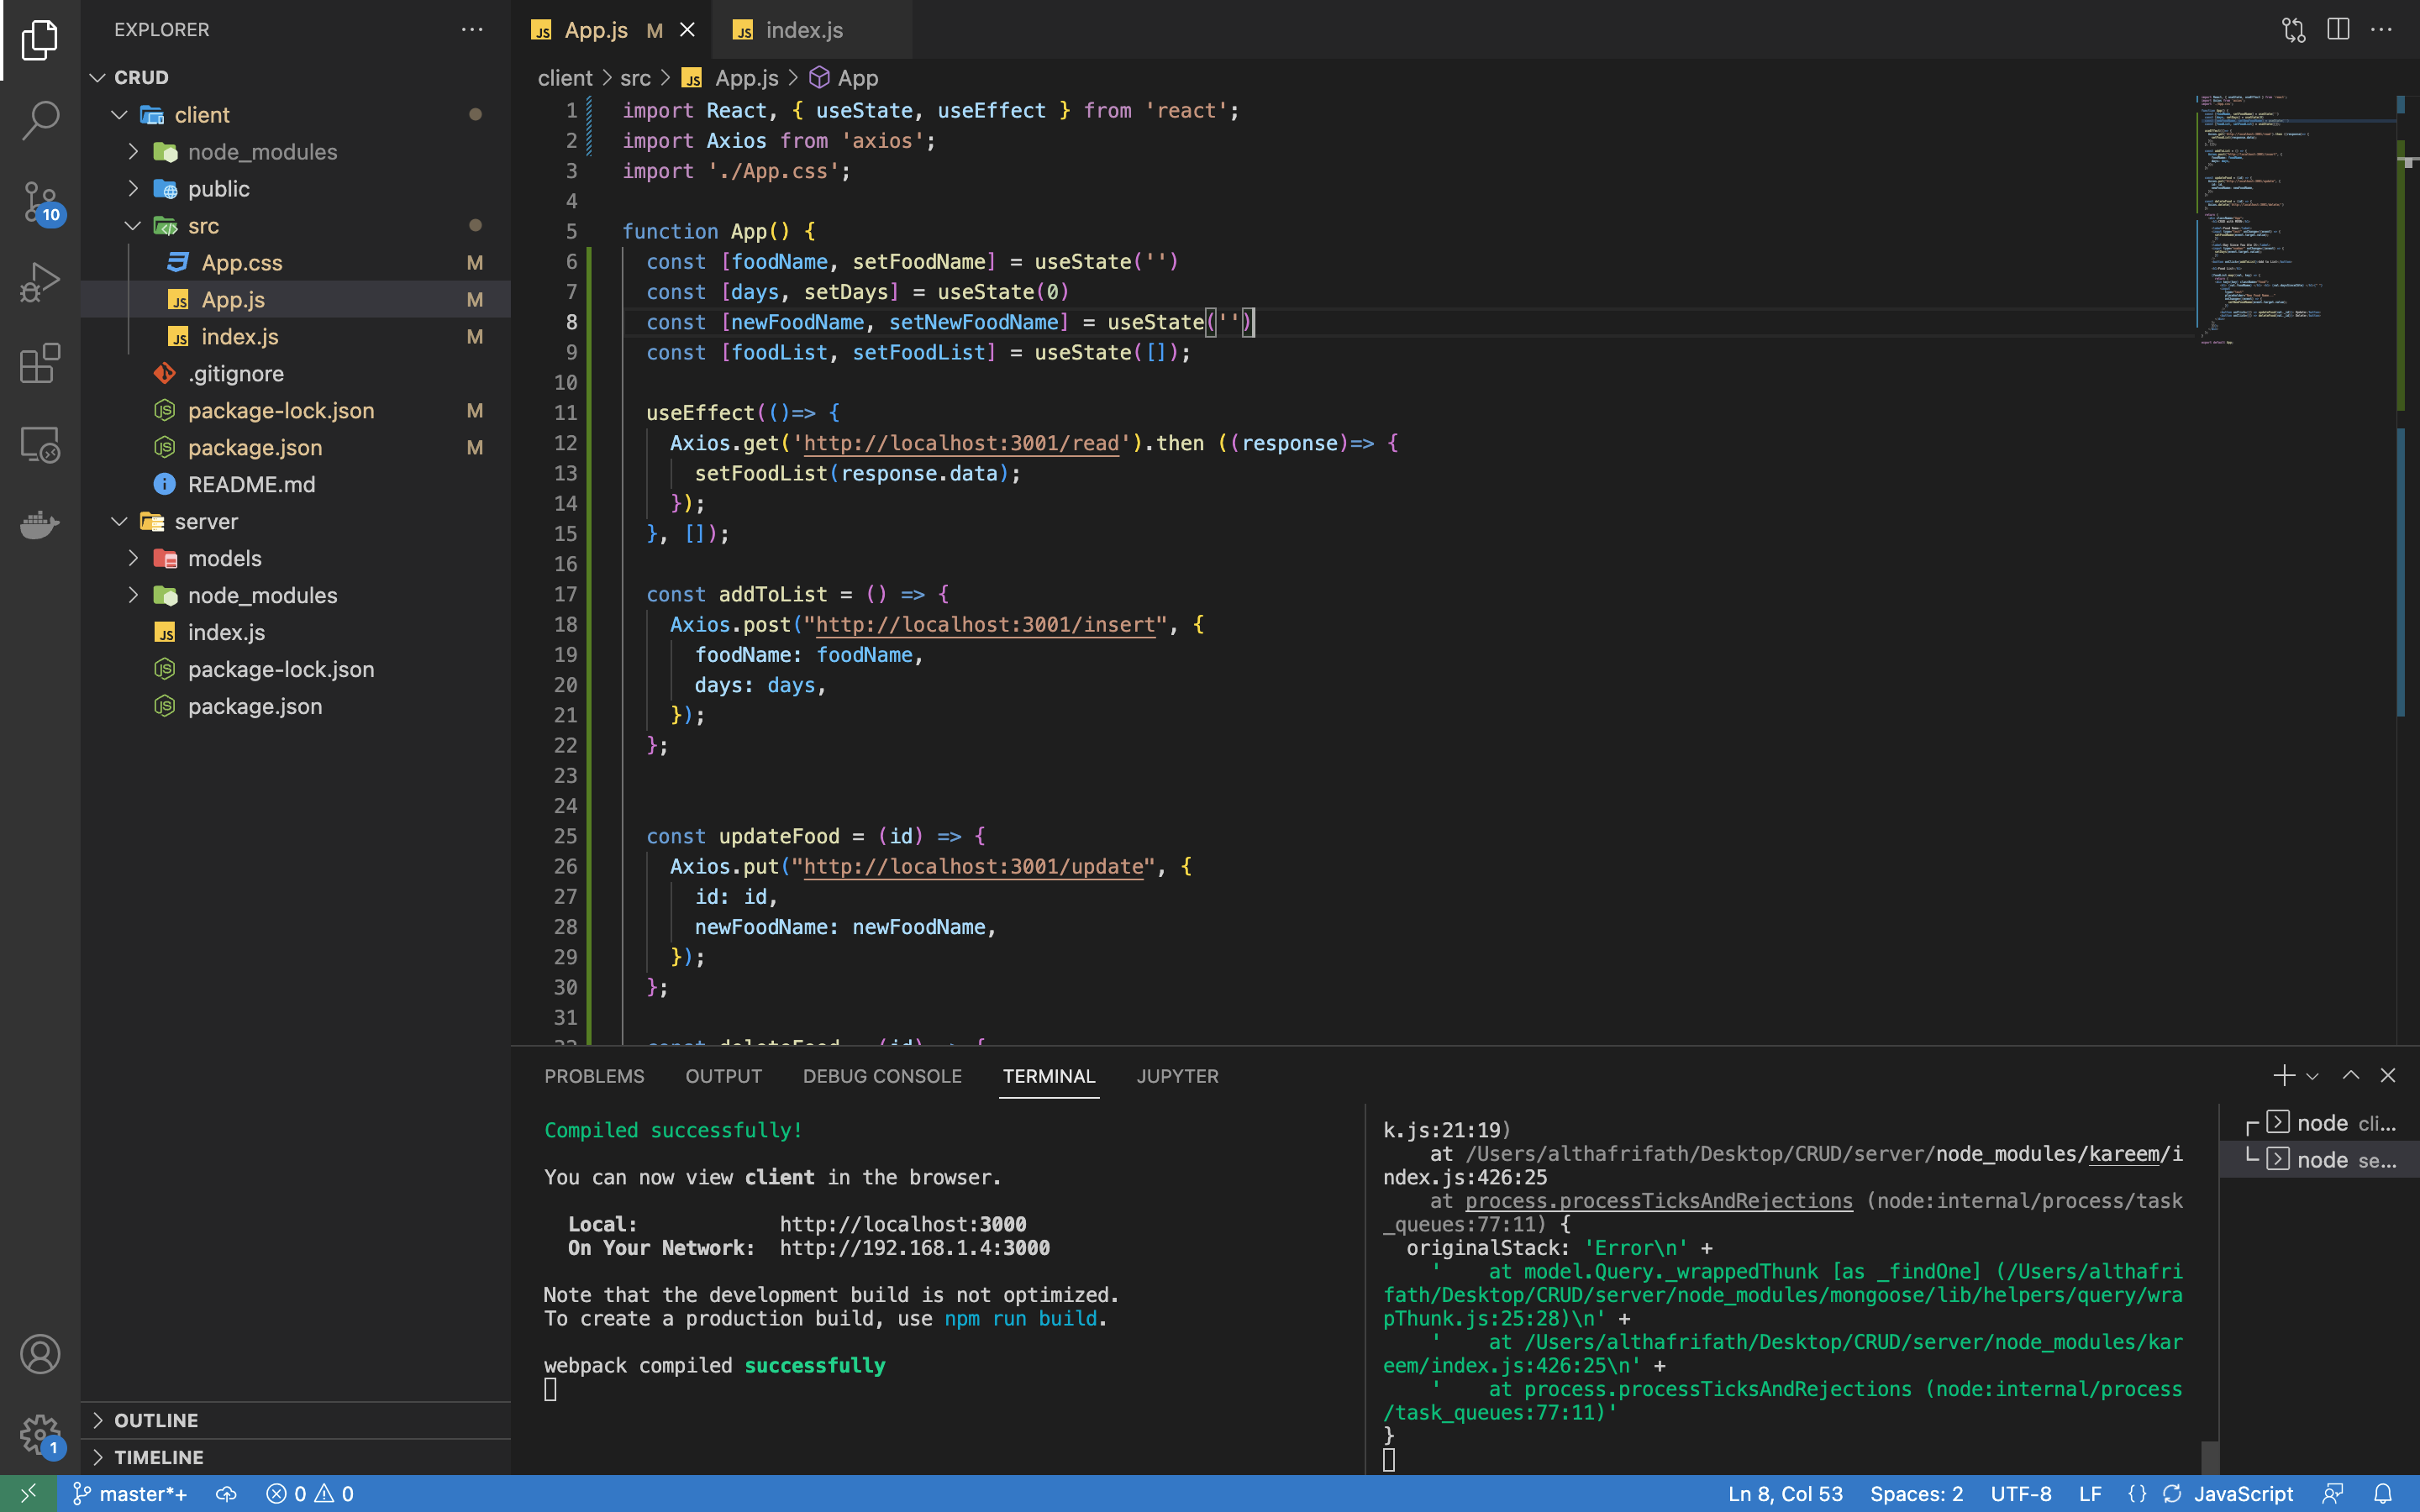 EXPLORER
CRUD
client
node_modules
public
src
App.css M
App.js M
index.js M
.gitignore
package-lock.json M
package.json M
README.md
server
models
node_modules
index.js
package-lock.json
package.json
OUTLINE
TIMELINE
10
1
App.js M
index.js
client > src > App.js > App
1 import React, { useState, useEffect } from 'react';
2 import Axios from 'axios';
3 import './App.css';
4
5 function App() {
6 const [foodName, setFoodName] = useState('')
7 const [days, setDays] = useState(0)
8 const [newFoodName, setNewFoodName] = useState('')
9 const [foodList, setFoodList] = useState([]);
10
11 useEffect(()=> {
12 Axios.get('http://localhost:3001/read').then ((response)=> {
13 setFoodList(response.data);
14 });
15 }, []);
16
17 const addToList = () => {
18 Axios.post("http://localhost:3001/insert", {
19 foodName: foodName,
20 days: days,
21 });
22 };
23
24
25 const updateFood = (id) => {
26 Axios.put("http://localhost:3001/update", {
27 id: id,
28 newFoodName: newFoodName,
29 });
30 };
31
32 const deleteFood = (id) => {
PROBLEMS OUTPUT DEBUG CONSOLE TERMINAL JUPYTER
Compiled successfully!
You can now view client in the browser.
Local: http://localhost:3000
On Your Network: http://192.168.1.4:3000
Note that the development build is not optimized.
To create a production build, use npm run build.
webpack compiled successfully
k.js:21:19)
at /Users/althafrifath/Desktop/CRUD/server/node_modules/kareem/i
ndex.js:426:25
at process.processTicksAndRejections (node:internal/process/task
_queues:77:11) {
originalStack: 'Error\n' +
' at model.Query._wrappedThunk [as _findOne] (/Users/althafri
fath/Desktop/CRUD/server/node_modules/mongoose/lib/helpers/query/wra
pThunk.js:25:28)\n' +
' at /Users/althafrifath/Desktop/CRUD/server/node_modules/kar
eem/index.js:426:25\n' +
' at process.processTicksAndRejections (node:internal/process
/task_queues:77:11)'
}
node cli...
node se...
master*+ 0 0 Ln 8, Col 53 Spaces: 2 UTF-8 LF {} JavaScript